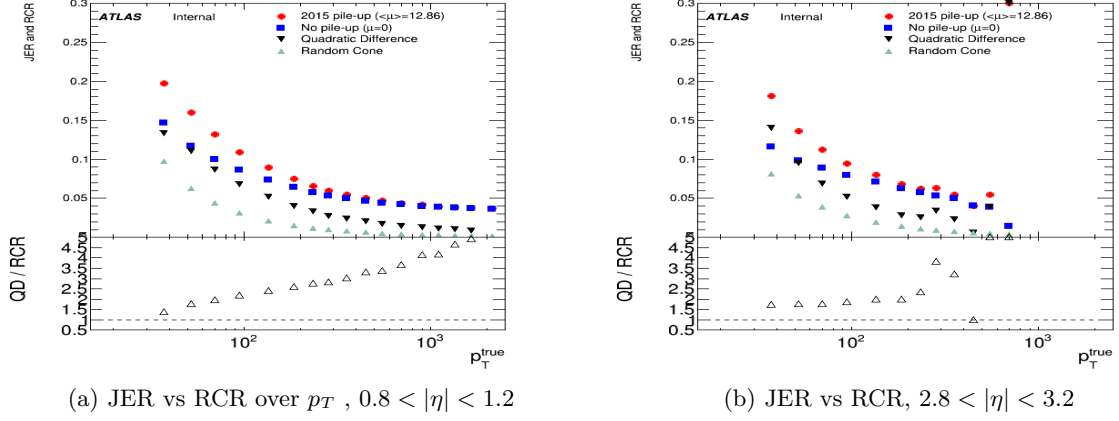 ATLAS Internal
2015 pile-up (<μ>=12.86)
No pile-up (μ=0)
Quadratic Difference
Random Cone
JER and RCR
0.3
0.25
0.2
0.15
0.1
0.05
5
4.5
3.5
3
2.5
2
1.5
1
0.5
QD / RCR
10²
10³
p_T^true
(a) JER vs RCR over p_T , 0.8 < |η| < 1.2
ATLAS Internal
2015 pile-up (<μ>=12.86)
No pile-up (μ=0)
Quadratic Difference
Random Cone
JER and RCR
0.3
0.25
0.2
0.15
0.1
0.05
5
4.5
3.5
3
2.5
2
1.5
1
0.5
QD / RCR
10²
10³
p_T^true
(b) JER vs RCR, 2.8 < |η| < 3.2